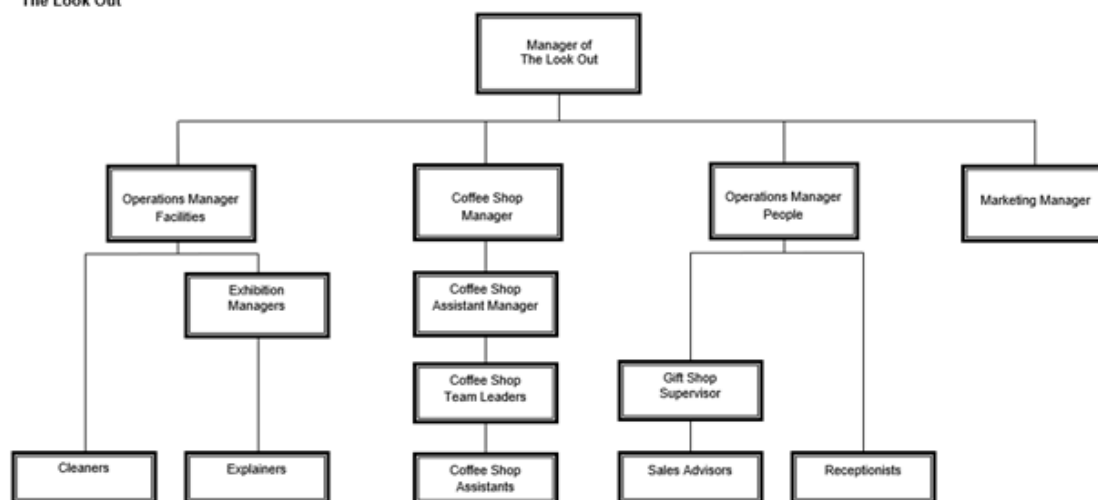 The Look Out
Manager of
The Look Out
Operations Manager
Facilities
Coffee Shop
Manager
Operations Manager
People
Marketing Manager
Exhibition
Managers
Coffee Shop
Assistant Manager
Coffee Shop
Team Leaders
Gift Shop
Supervisor
Cleaners
Explainers
Coffee Shop
Assistants
Sales Advisors
Receptionists